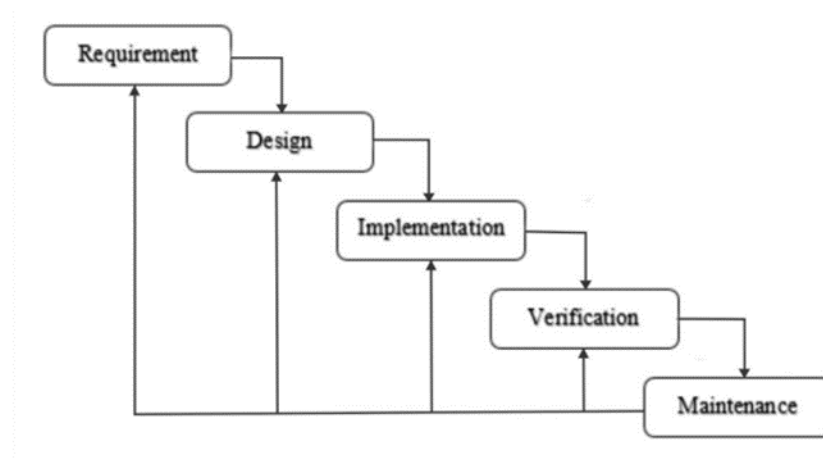 Requirement
Design
Implementation
Verification
Maintenance